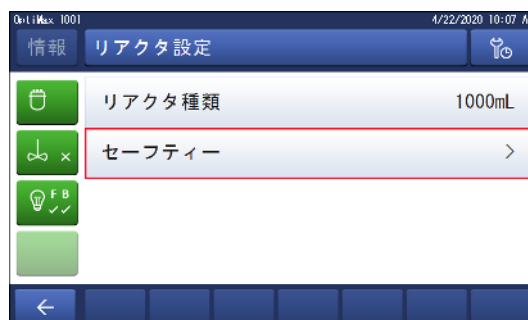 OptiMax 1001
4/22/2020 10:07 A
情報
リアクタ設定
リアクタ種類
1000mL
セーフティー
F B